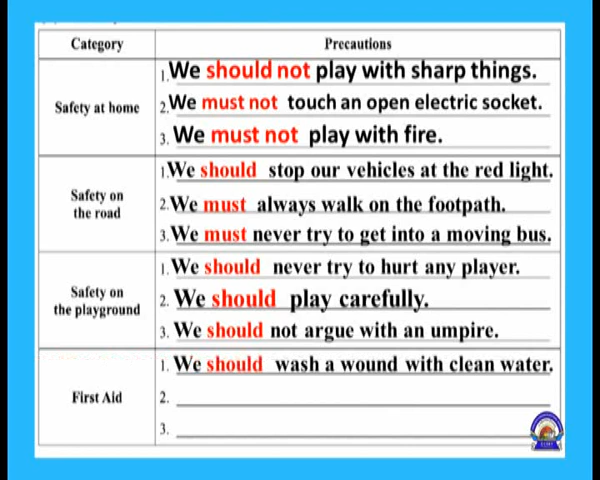 Category Precautions
1. We should not play with sharp things.
Safety at home 2. We must not touch an open electric socket.
3. We must not play with fire.
1. We should stop our vehicles at the red light.
Safety on
the road
2. We must always walk on the footpath.
3. We must never try to get into a moving bus.
1. We should never try to hurt any player.
Safety on
the playground
2. We should play carefully.
3. We should not argue with an umpire.
1. We should wash a wound with clean water.
First Aid 2.
3.